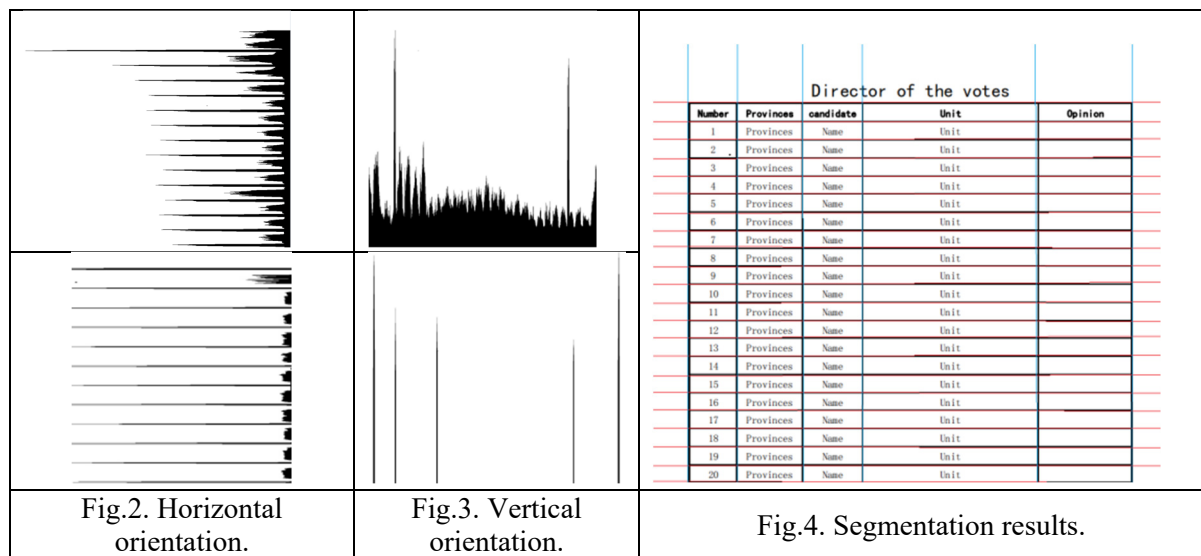 Director of the votes
Number Provinces candidate Unit Opinion
1 Provinces Name Unit
2 Provinces Name Unit
3 Provinces Name Unit
4 Provinces Name Unit
5 Provinces Name Unit
6 Provinces Name Unit
7 Provinces Name Unit
8 Provinces Name Unit
9 Provinces Name Unit
10 Provinces Name Unit
11 Provinces Name Unit
12 Provinces Name Unit
13 Provinces Name Unit
14 Provinces Name Unit
15 Provinces Name Unit
16 Provinces Name Unit
17 Provinces Name Unit
18 Provinces Name Unit
19 Provinces Name Unit
20 Provinces Name Unit
Fig.2. Horizontal
orientation.
Fig.3. Vertical
orientation.
Fig.4. Segmentation results.